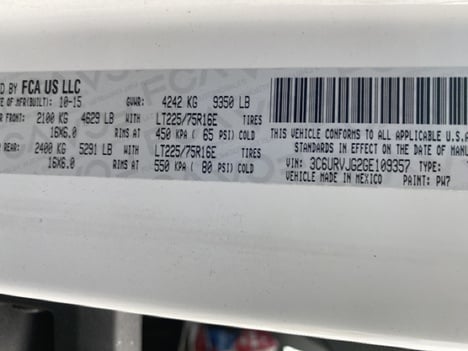 D BY FCA US LLC
TE OF MFR(BUILT): 10-15 GVWR: 4242 KG 9350 LB
R FRONT: 2100 KG 4629 LB WITH LT225/75R16E TIRES
16X6.0 RIMS AT 450 KPA ( 65 PSI) COLD
R REAR: 2400 KG 5291 LB WITH LT225/75R16E TIRES
16X6.0 RIMS AT 550 KPA ( 80 PSI) COLD
THIS VEHICLE CONFORMS TO ALL APPLICABLE U.S.A.
STANDARDS IN EFFECT ON THE DATE OF MANU
VIN: 3C6URVJG2GE109357 TYPE:
VEHICLE MADE IN MEXICO PAINT: PW7